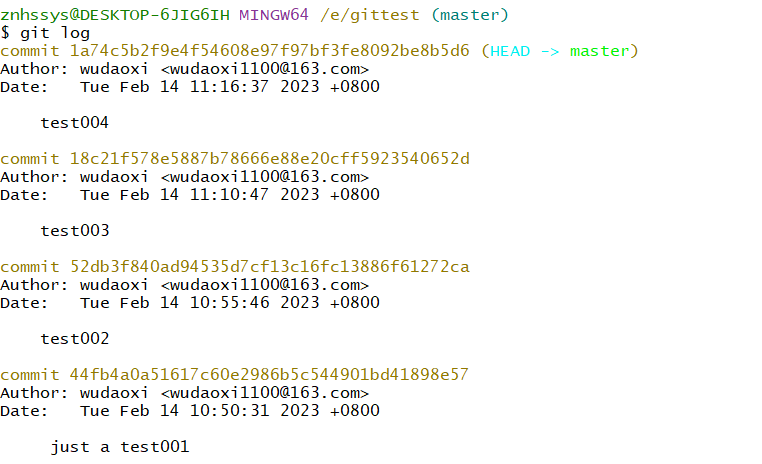 znhssys@DESKTOP-6JIG6IH MINGW64 /e/gittest (master)
$ git log
commit 1a74c5b2f9e4f54608e97f97bf3fe8092be8b5d6 (HEAD -> master)
Author: wudaoxi <wudaoxi1100@163.com>
Date:   Tue Feb 14 11:16:37 2023 +0800

    test004

commit 18c21f578e5887b78666e88e20cff5923540652d
Author: wudaoxi <wudaoxi1100@163.com>
Date:   Tue Feb 14 11:10:47 2023 +0800

    test003

commit 52db3f840ad94535d7cf13c16fc13886f61272ca
Author: wudaoxi <wudaoxi1100@163.com>
Date:   Tue Feb 14 10:55:46 2023 +0800

    test002

commit 44fb4a0a51617c60e2986b5c544901bd41898e57
Author: wudaoxi <wudaoxi1100@163.com>
Date:   Tue Feb 14 10:50:31 2023 +0800

     just a test001